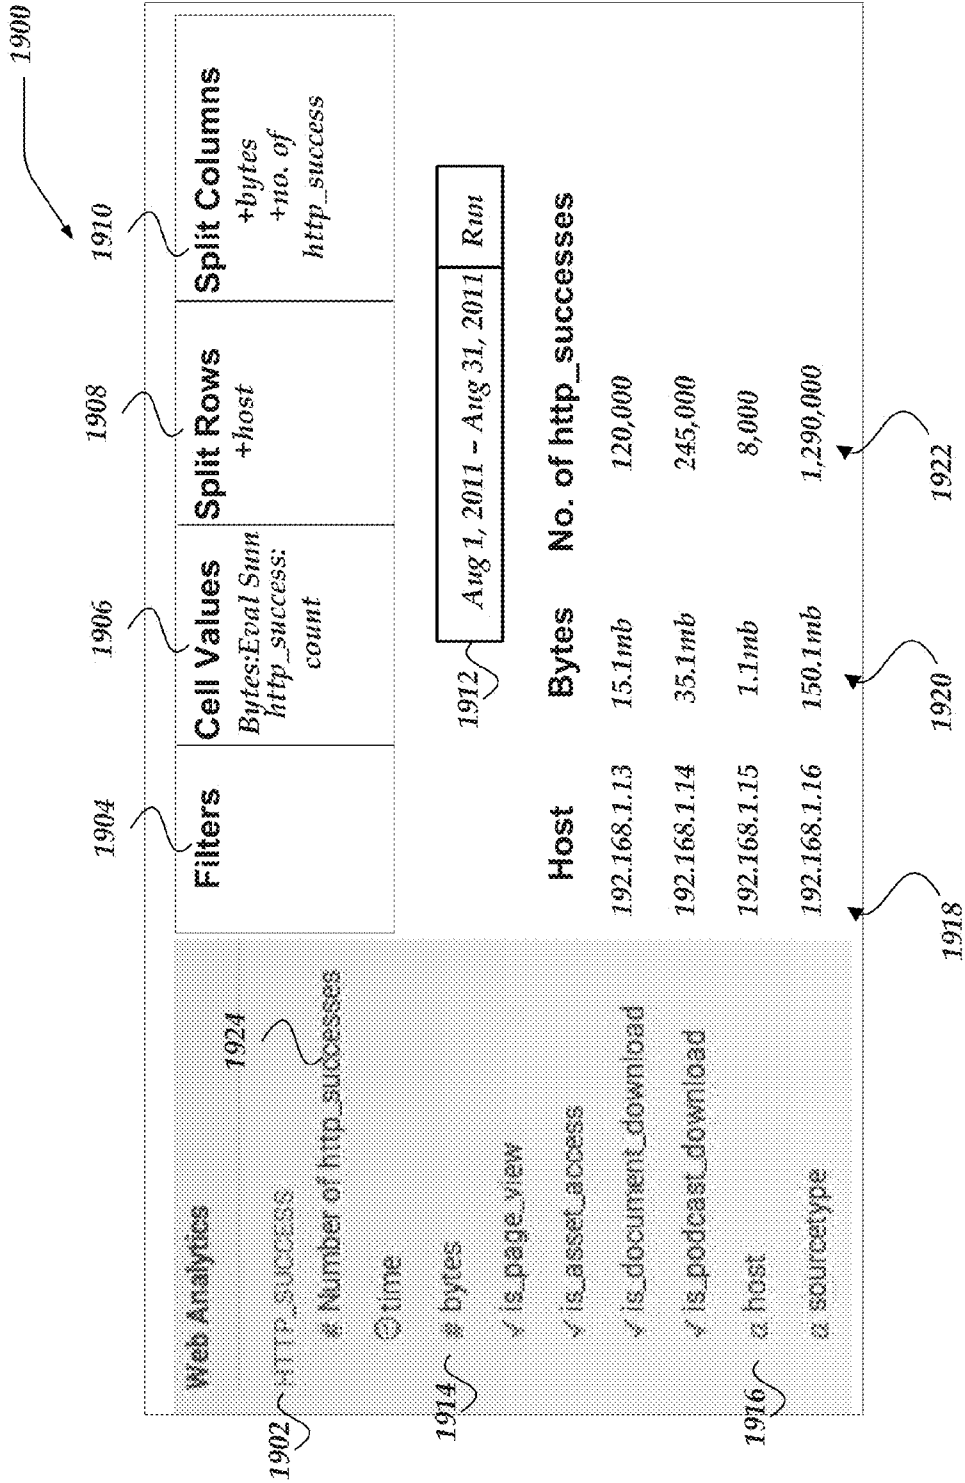 1900
1904
1906
1908
1910
Web Analytics
1902
HTTP_SUCCESS
1924
# Number of http_successes
time
1914
# bytes
✓ is_page_view
✓ is_asset_access
✓ is_document_download
✓ is_podcast_download
1916
a host
a sourcetype
Filters
Cell Values
Bytes:Eval Sum
http_success:
count
Split Rows
+host
Split Columns
+bytes
+no. of
http_success
1912
Aug 1, 2011 – Aug 31, 2011 Run
Host Bytes No. of http_successes
192.168.1.13 15.1mb 120,000
192.168.1.14 35.1mb 245,000
192.168.1.15 1.1mb 8,000
192.168.1.16 150.1mb 1,290,000
1918
1920
1922